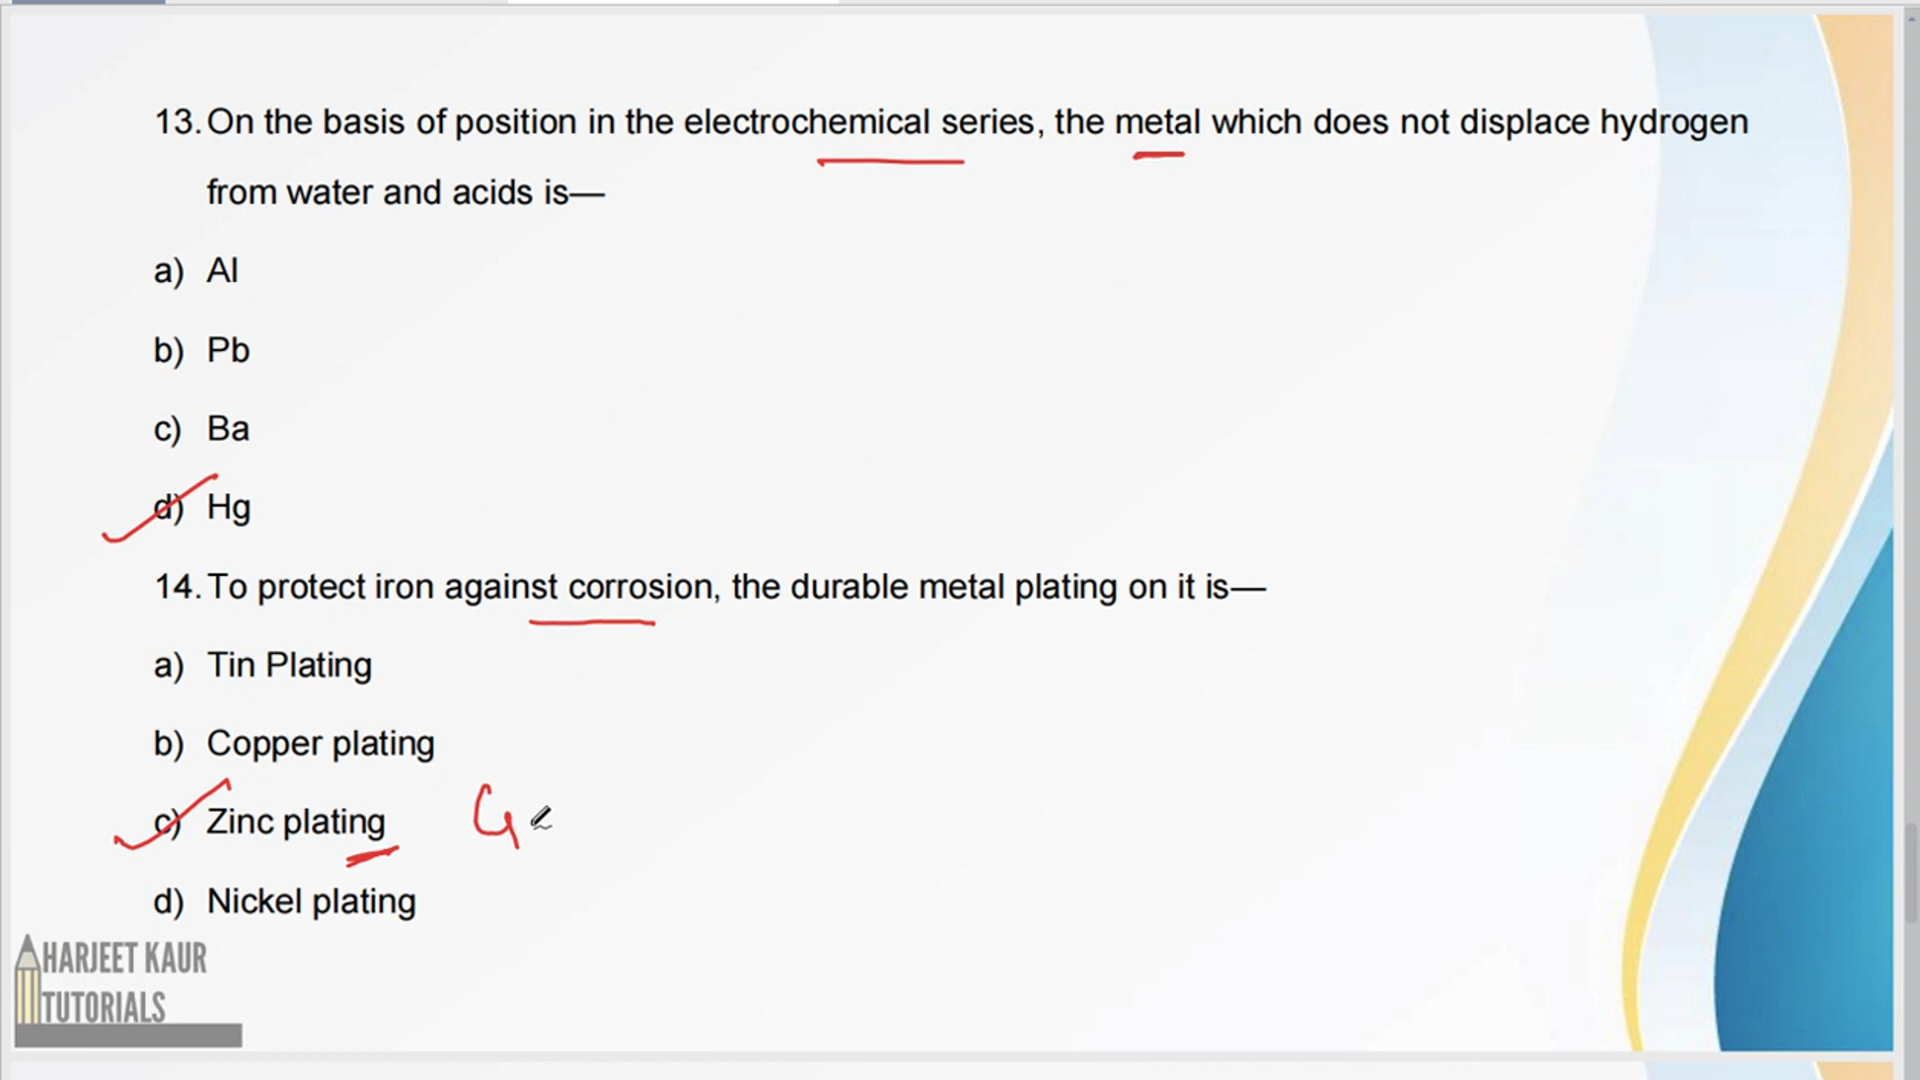 13. On the basis of position in the electrochemical series, the metal which does not displace hydrogen
from water and acids is—
a) Al
b) Pb
c) Ba
d) Hg
14. To protect iron against corrosion, the durable metal plating on it is—
a) Tin Plating
b) Copper plating
c) Zinc plating G
d) Nickel plating
HARJEET KAUR
TUTORIALS